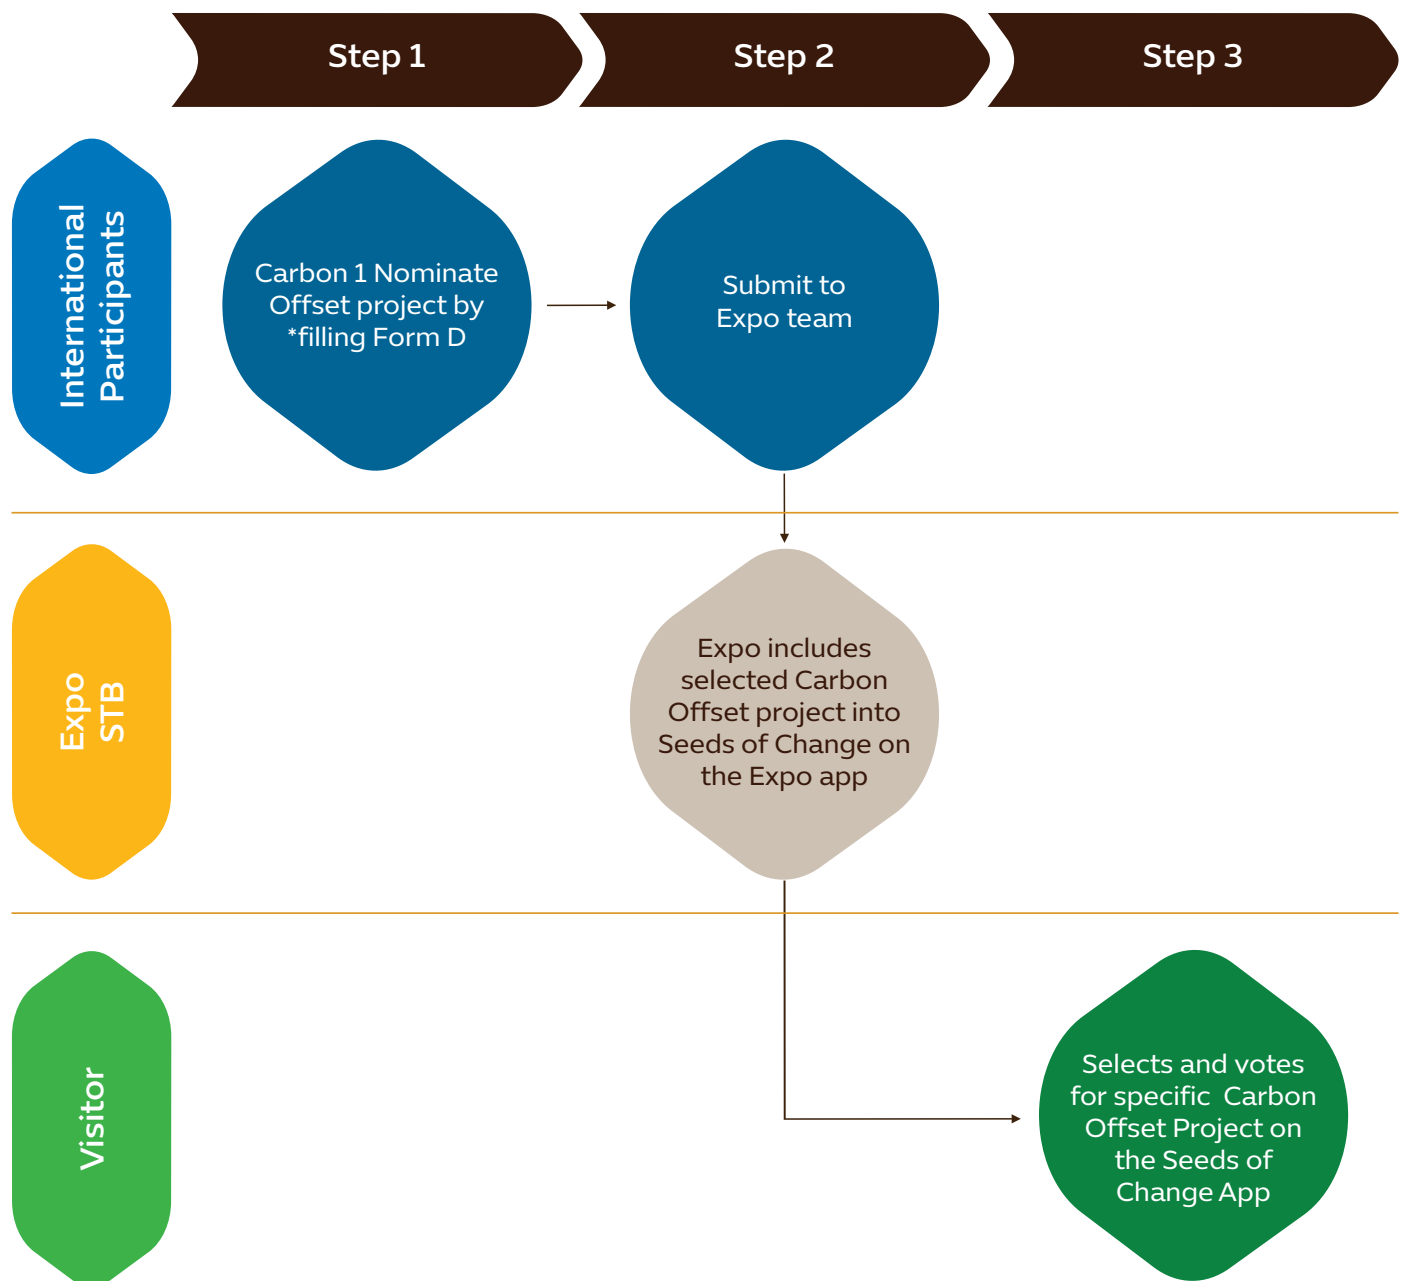 Step 1
Step 2
Step 3
International
Participants
Carbon 1 Nominate
Offset project by
*filling Form D
Submit to
Expo team
Expo
STB
Expo includes
selected Carbon
Offset project into
Seeds of Change on
the Expo app
Visitor
Selects and votes
for specific Carbon
Offset Project on
the Seeds of
Change App